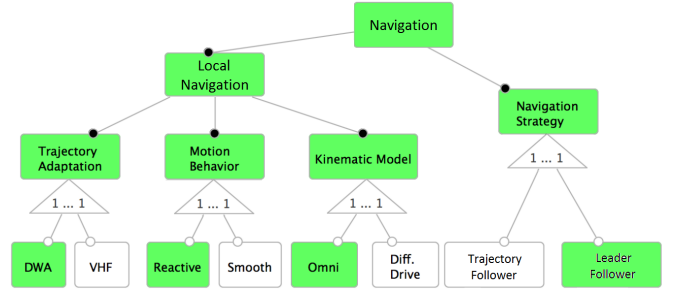 Navigation
Local
Navigation
Navigation
Strategy
Trajectory
Adaptation
Motion
Behavior
Kinematic Model
1 ... 1
1 ... 1
1 ... 1
1 ... 1
DWA
VHF
Reactive
Smooth
Omni
Diff.
Drive
Trajectory
Follower
Leader
Follower